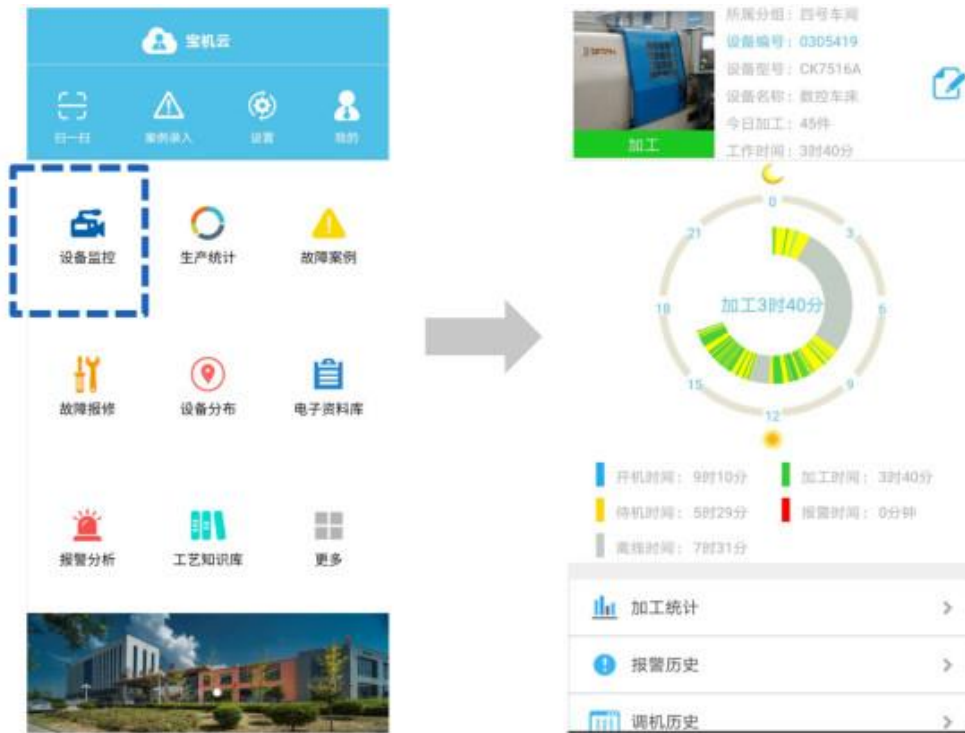 宝机云
扫一扫
案例录入
设置
我的
设备监控
生产统计
故障案例
故障报修
设备分布
电子资料库
报警分析
工艺知识库
更多
所属分组：四号车间
设备编号：0305419
设备型号：CK7516A
设备名称：数控车床
今日加工：45件
工作时间：3时40分
加工
0
3
6
9
12
15
18
21
加工3时40分
开机时间：9时10分
加工时间：3时40分
待机时间：5时29分
报警时间：0分钟
离线时间：7时31分
加工统计
报警历史
调机历史